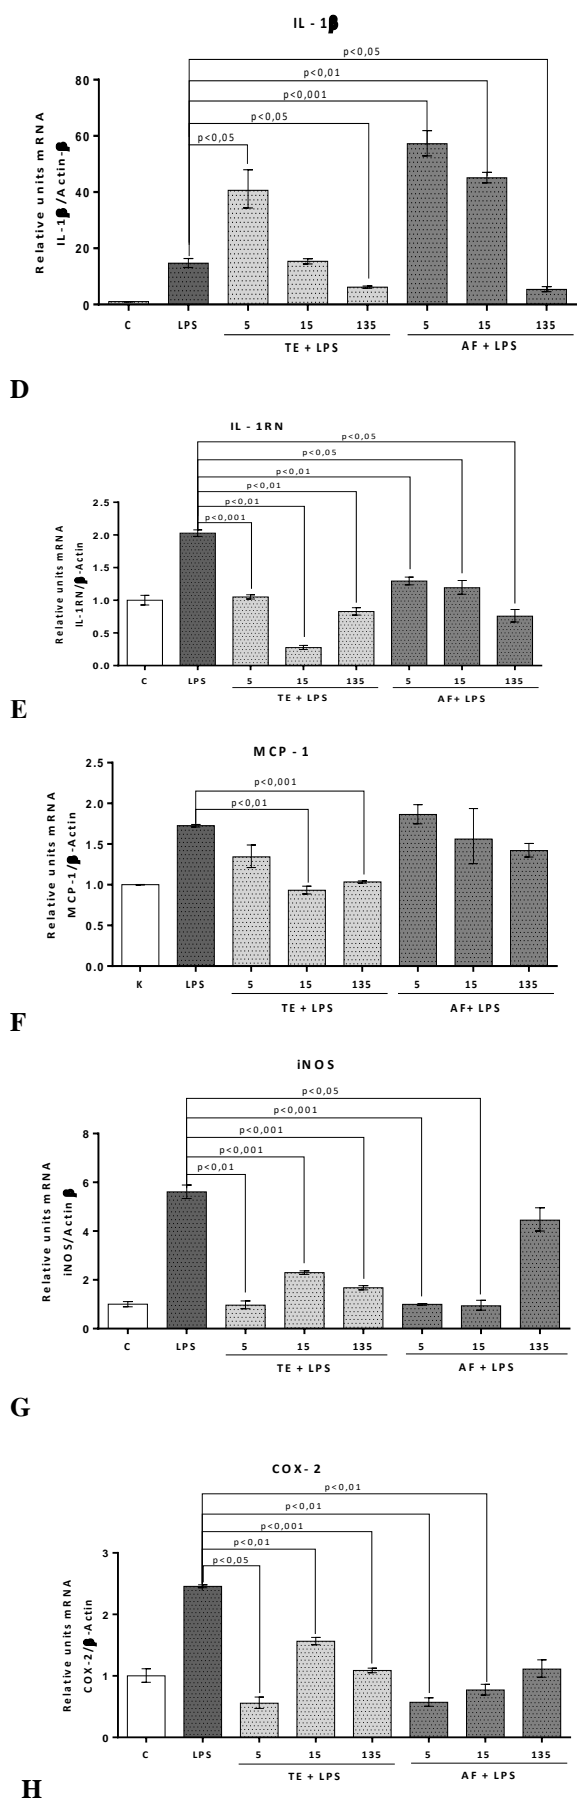 IL - 1β
p<0,05
p<0,01
p<0,001
p<0,05
p<0,05
Relative units mRNA
IL-1β/Actin-β
80
60
40
20
0
C LPS 5 15 135 5 15 135
TE + LPS AF + LPS
D
IL - 1RN
p<0,05
p<0,05
p<0,01
p<0,01
p<0,01
p<0,001
Relative units mRNA
IL-1RN/β-Actin
2.5
2.0
1.5
1.0
0.5
0.0
C LPS 5 15 135 5 15 135
TE + LPS AF+ LPS
E
MCP - 1
p<0,001
p<0,01
Relative units mRNA
MCP-1/β-Actin
2.5
2.0
1.5
1.0
0.5
0.0
K LPS 5 15 135 5 15 135
TE + LPS AF+ LPS
F
iNOS
p<0,05
p<0,001
p<0,001
p<0,001
p<0,01
Relative units mRNA
iNOS/Actin β
8
6
4
2
0
C LPS 5 15 135 5 15 135
TE + LPS AF + LPS
G
COX- 2
p<0,01
p<0,01
p<0,001
p<0,01
p<0,05
Relative units mRNA
COX-2/β-Actin
3
2
1
0
C LPS 5 15 135 5 15 135
TE + LPS AF + LPS
H